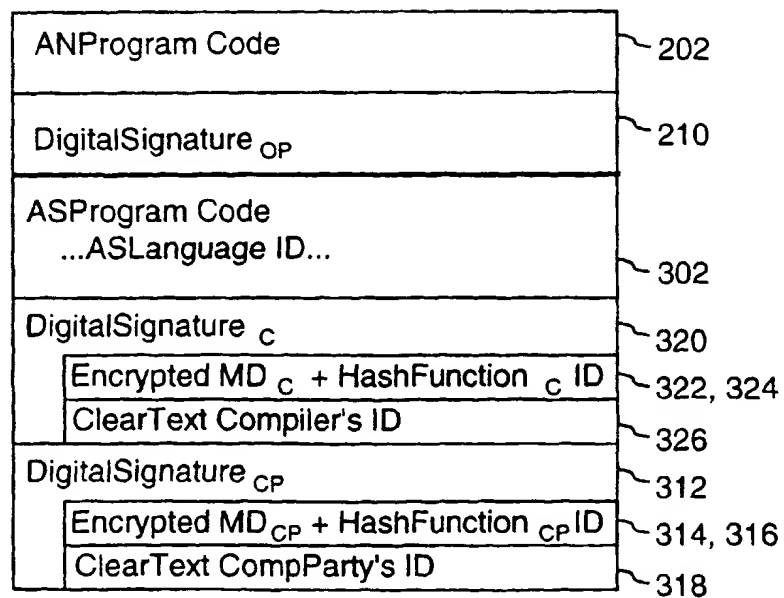 ANProgram Code 202
DigitalSignature OP 210
ASProgram Code
...ASLanguage ID... 302
DigitalSignature C 320
Encrypted MD C + HashFunction C ID 322, 324
ClearText Compiler's ID 326
DigitalSignature CP 312
Encrypted MD CP + HashFunction CP ID 314, 316
ClearText CompParty's ID 318